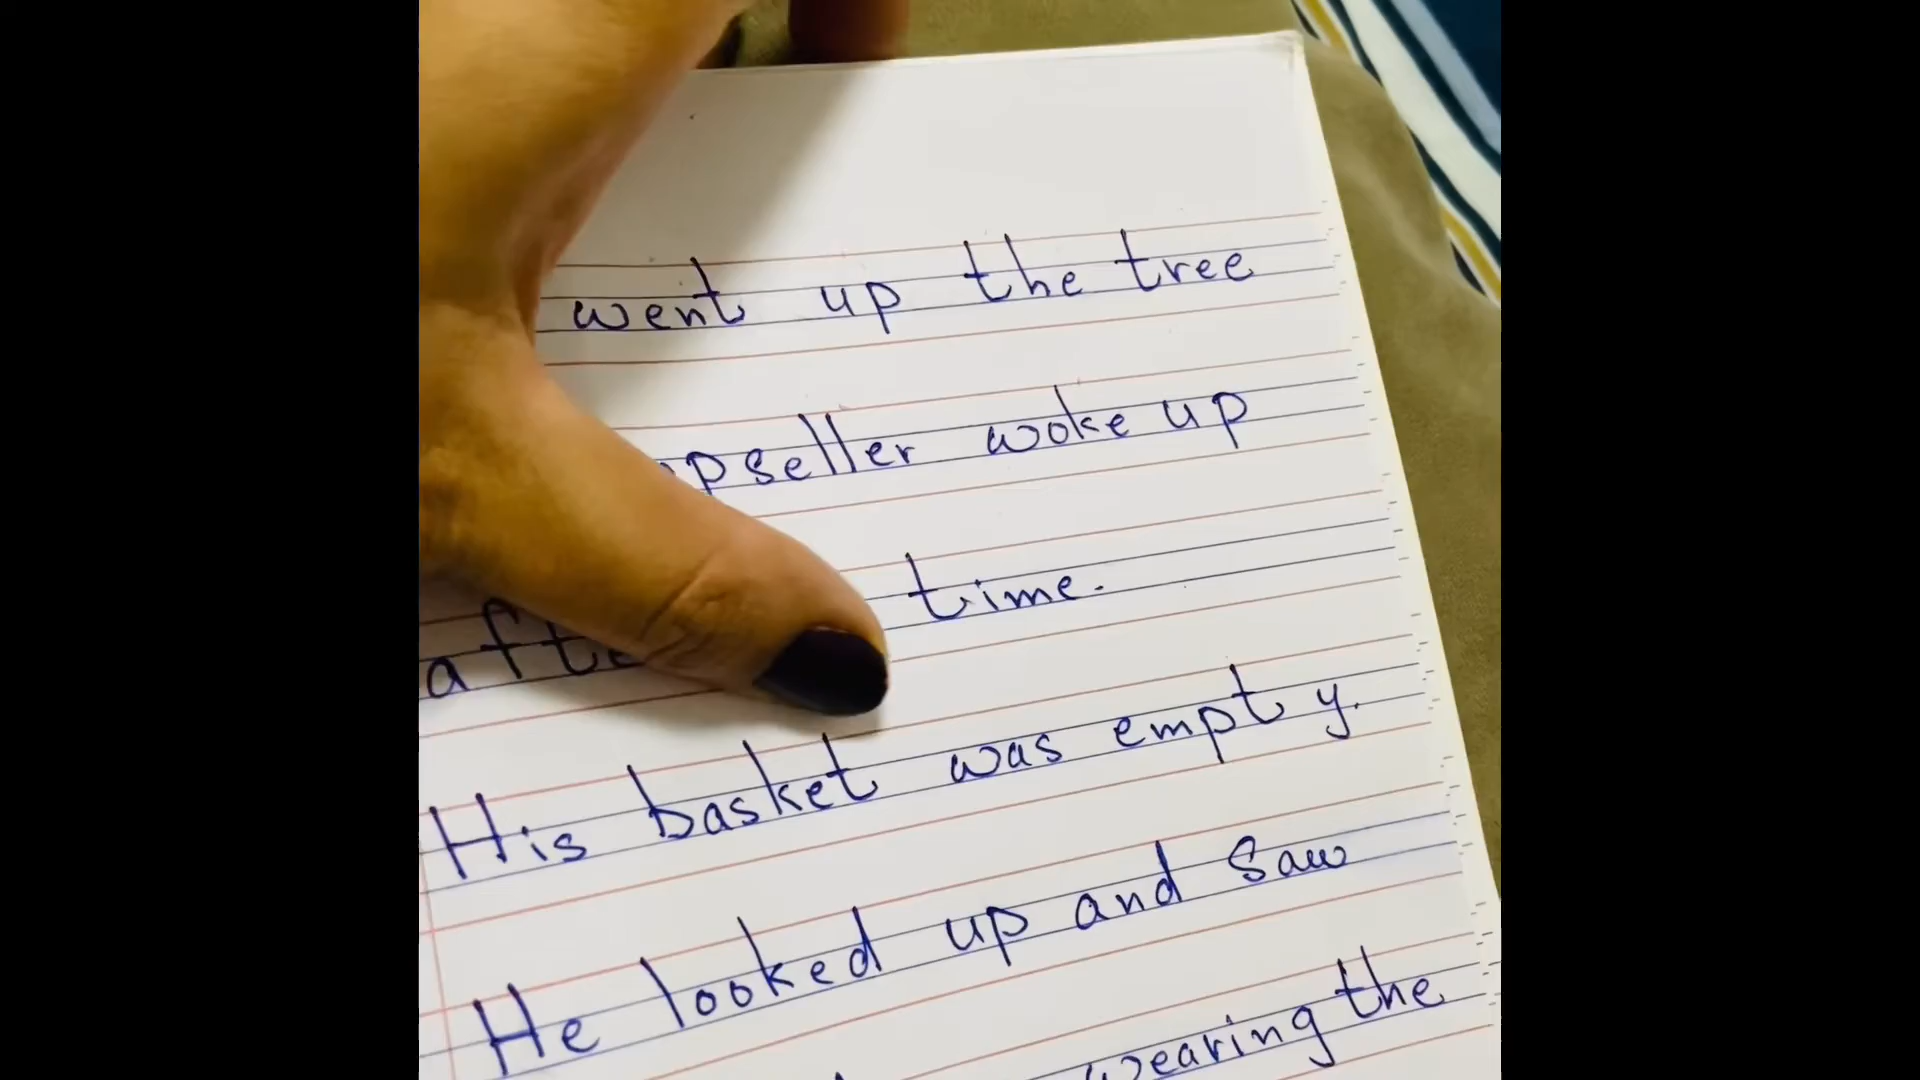 went up the tree
pseller woke up
afte time.
His basket was empty.
He looked up and saw
wearing the